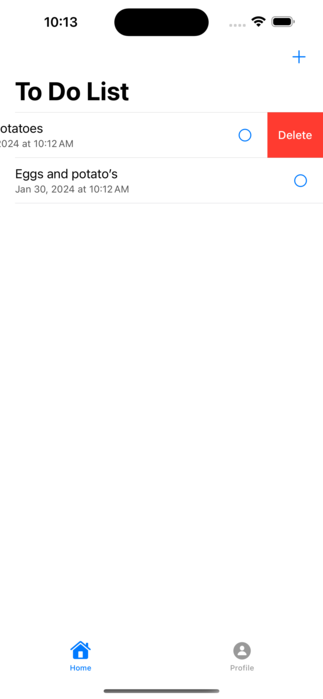 10:13
To Do List
otatoes
2024 at 10:12 AM
Delete
Eggs and potato’s
Jan 30, 2024 at 10:12 AM
Home
Profile